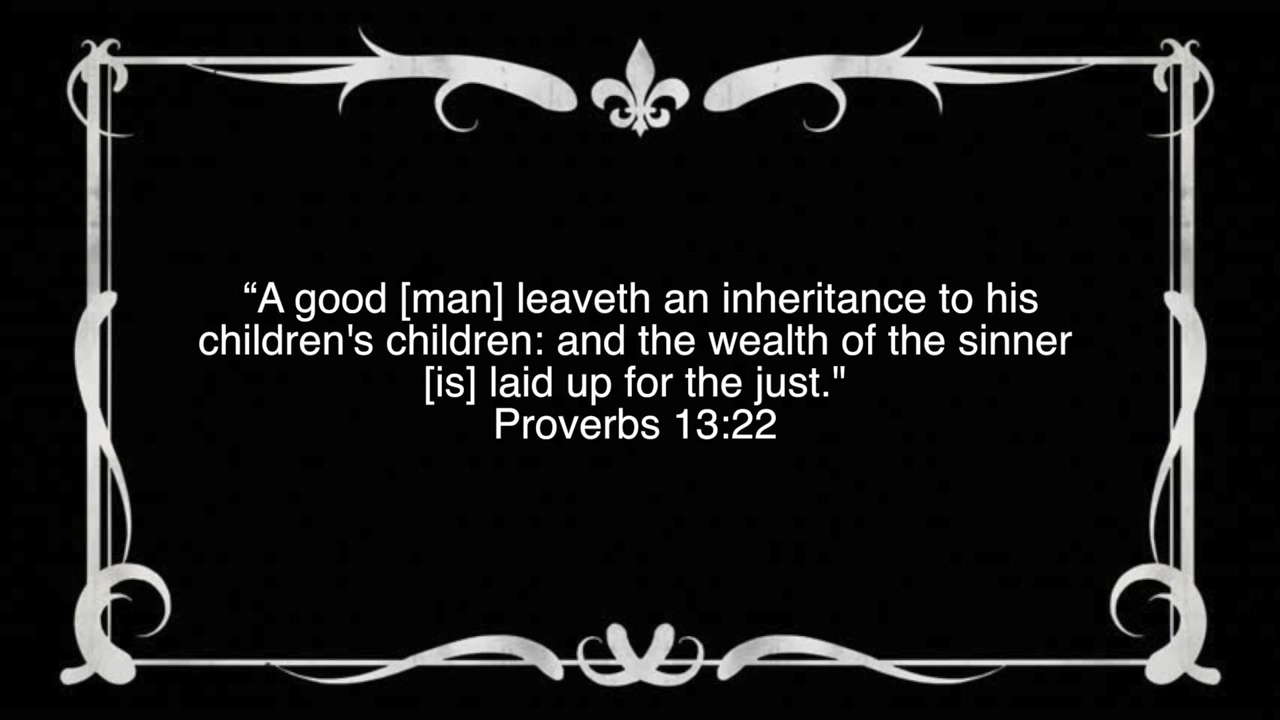 “A good [man] leaveth an inheritance to his
children's children: and the wealth of the sinner
[is] laid up for the just."
Proverbs 13:22